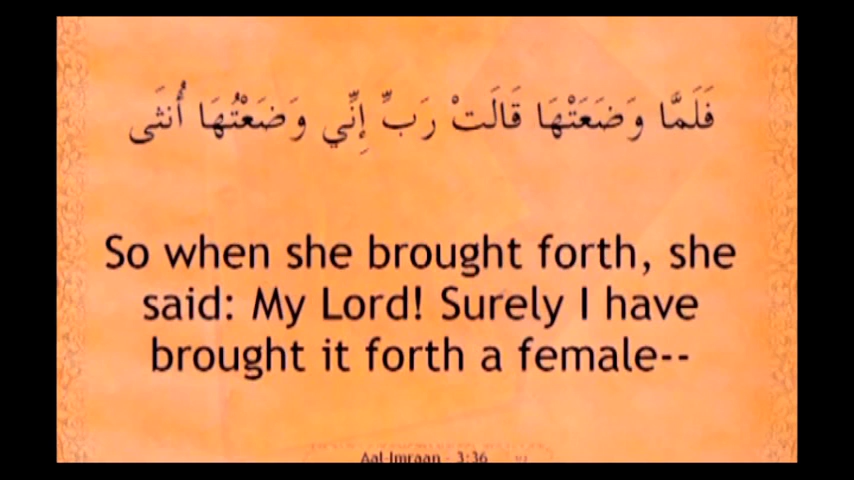 فَلَمَّا وَضَعَتْهَا قَالَتْ رَبِّ إِنِّي وَضَعْتُهَا أُنثَى
So when she brought forth, she
said: My Lord! Surely I have
brought it forth a female--
Aal-Imraan - 3:36